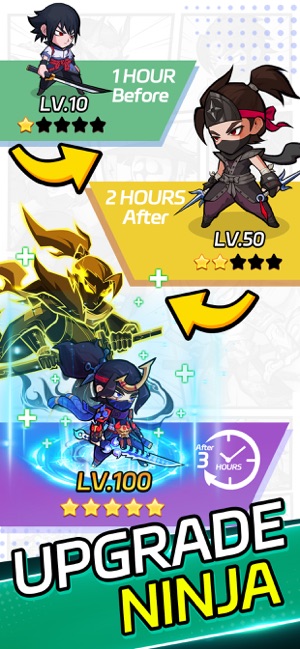 1 HOUR
Before
LV.10
2 HOURS
After
LV.50
After
3
HOURS
LV.100
UPGRADE
NINJA